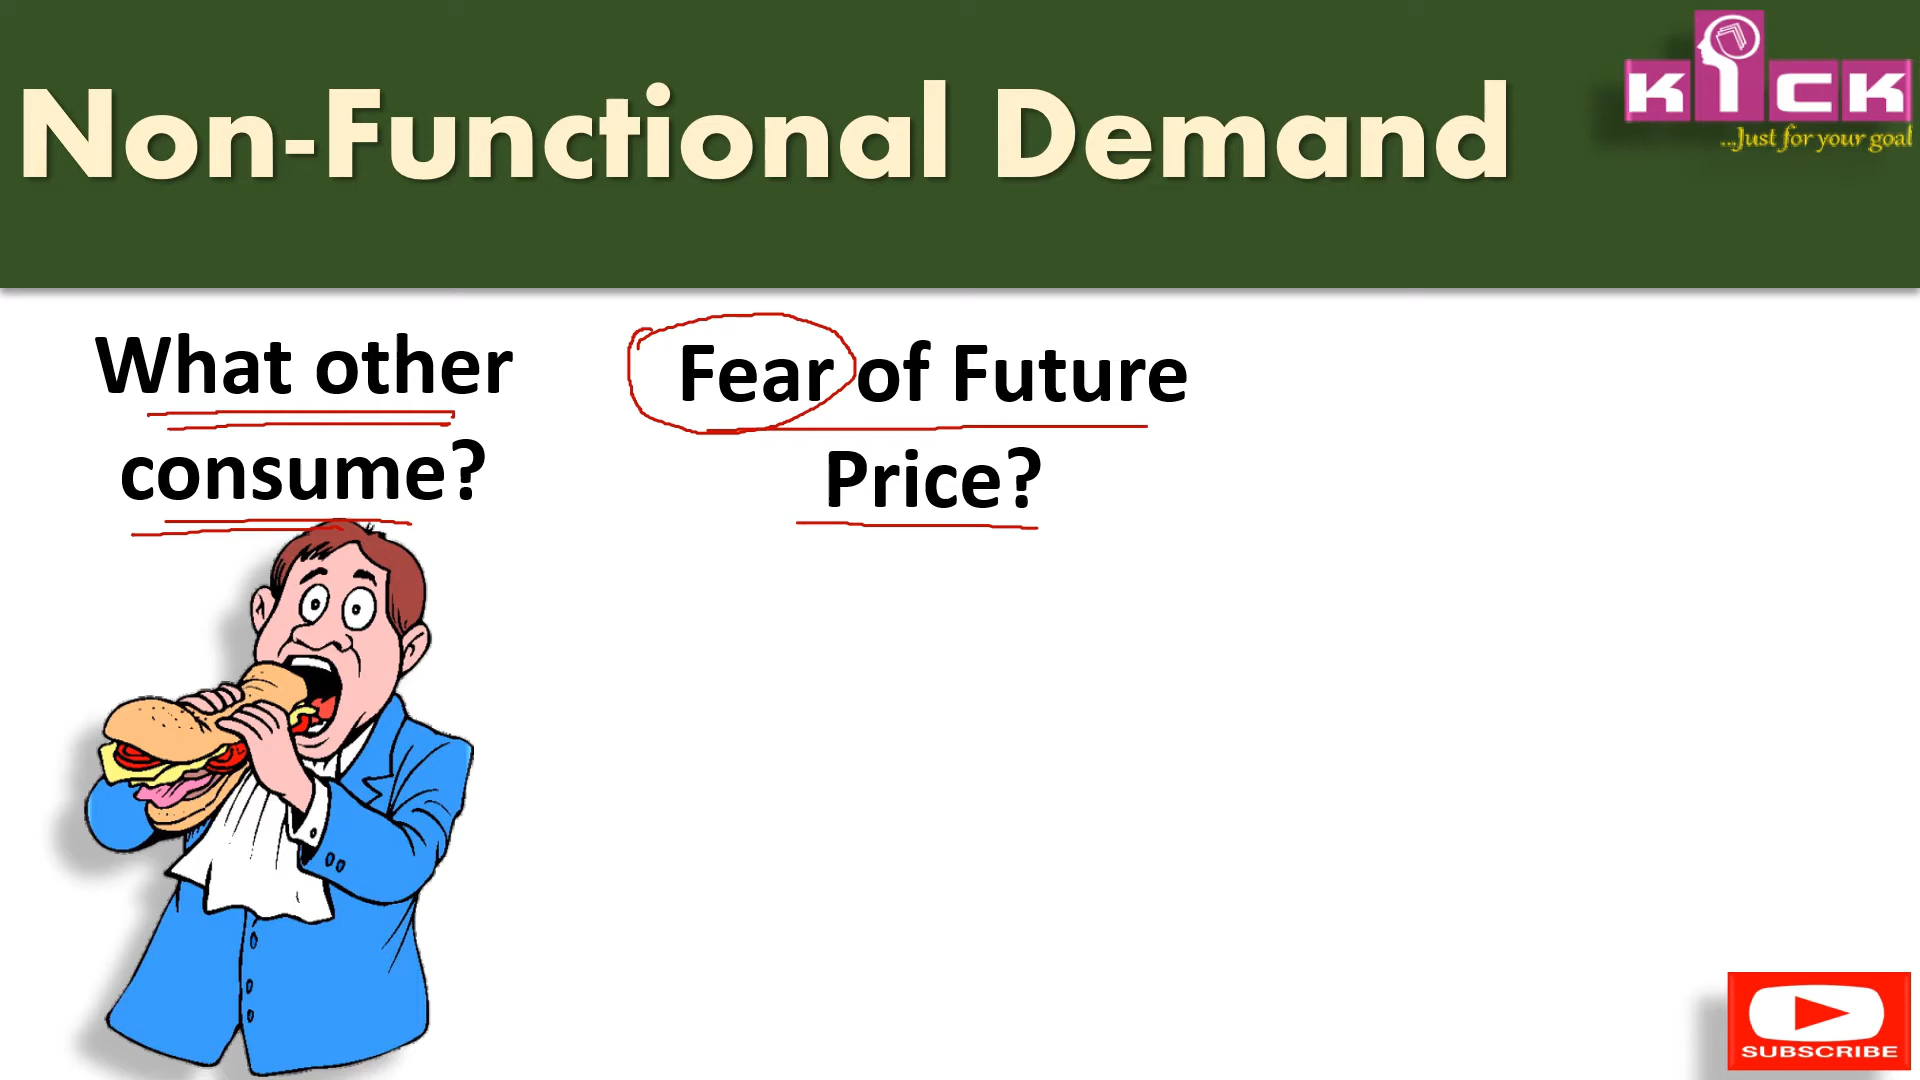 Non-Functional Demand
KICK
...Just for your goal
What other
consume?
Fear of Future
Price?
SUBSCRIBE